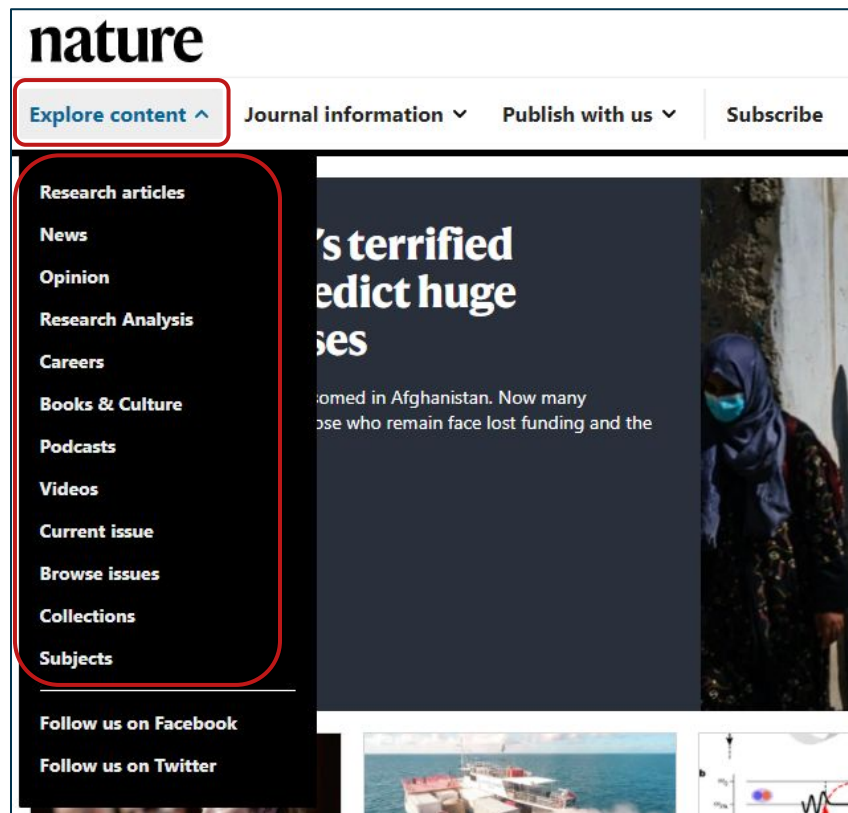 nature
Explore content
Journal information
Publish with us
Subscribe
Research articles
News
Opinion
Research Analysis
Careers
Books & Culture
Podcasts
Videos
Current issue
Browse issues
Collections
Subjects
Follow us on Facebook
Follow us on Twitter
's terrified
edict huge
ses
comed in Afghanistan. Now many
ose who remain face lost funding and the
b